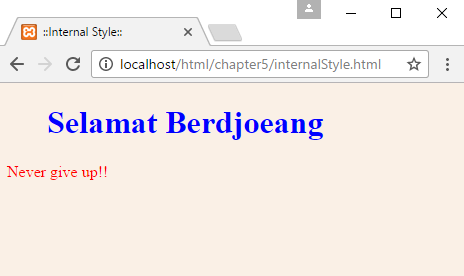 ::Internal Style::
localhost/html/chapter5/internalStyle.html
Selamat Berdjoeang
Never give up!!